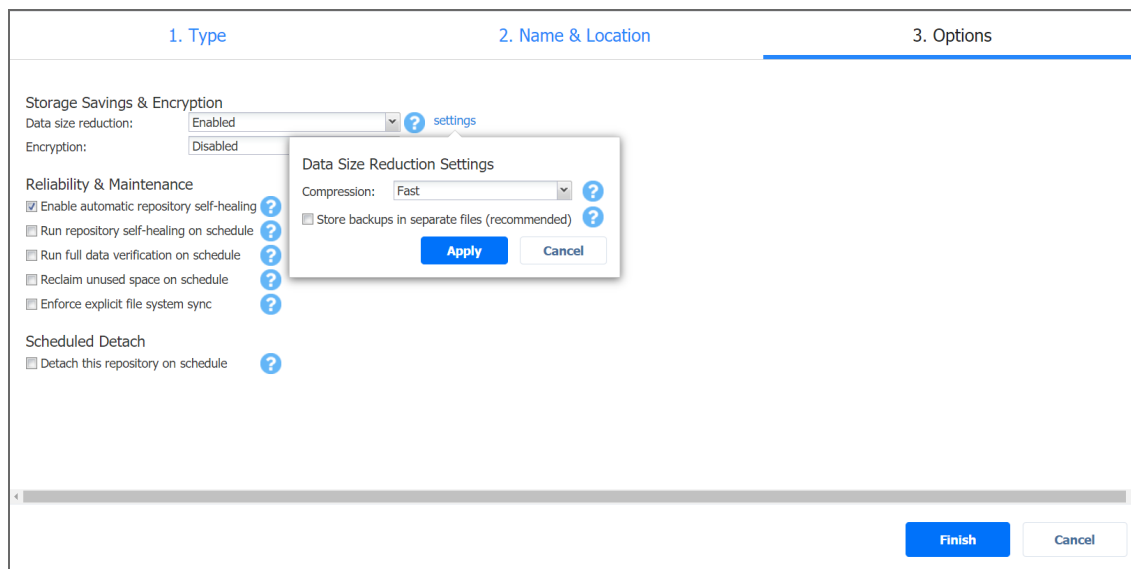 1. Type
2. Name & Location
3. Options
Storage Savings & Encryption
Data size reduction: Enabled ? settings
Encryption: Disabled
Data Size Reduction Settings
Compression: Fast ?
Store backups in separate files (recommended) ?
Apply Cancel
Reliability & Maintenance
Enable automatic repository self-healing ?
Run repository self-healing on schedule ?
Run full data verification on schedule ?
Reclaim unused space on schedule ?
Enforce explicit file system sync ?
Scheduled Detach
Detach this repository on schedule ?
Finish Cancel